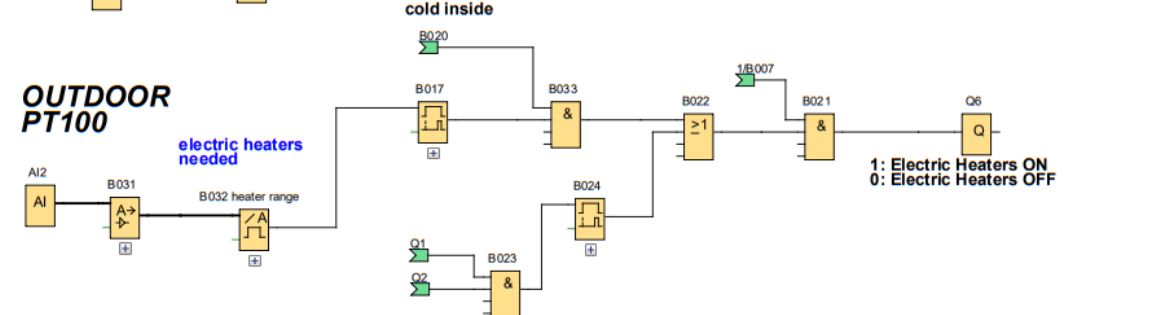 cold inside
B020
1/B007
OUTDOOR
PT100
B017
B033
B022
B021
Q6
&
≥1
&
Q
electric heaters
needed
1: Electric Heaters ON
0: Electric Heaters OFF
AI2
B031
B032 heater range
B024
AI
A→
/A
Q1
B023
Q2
&